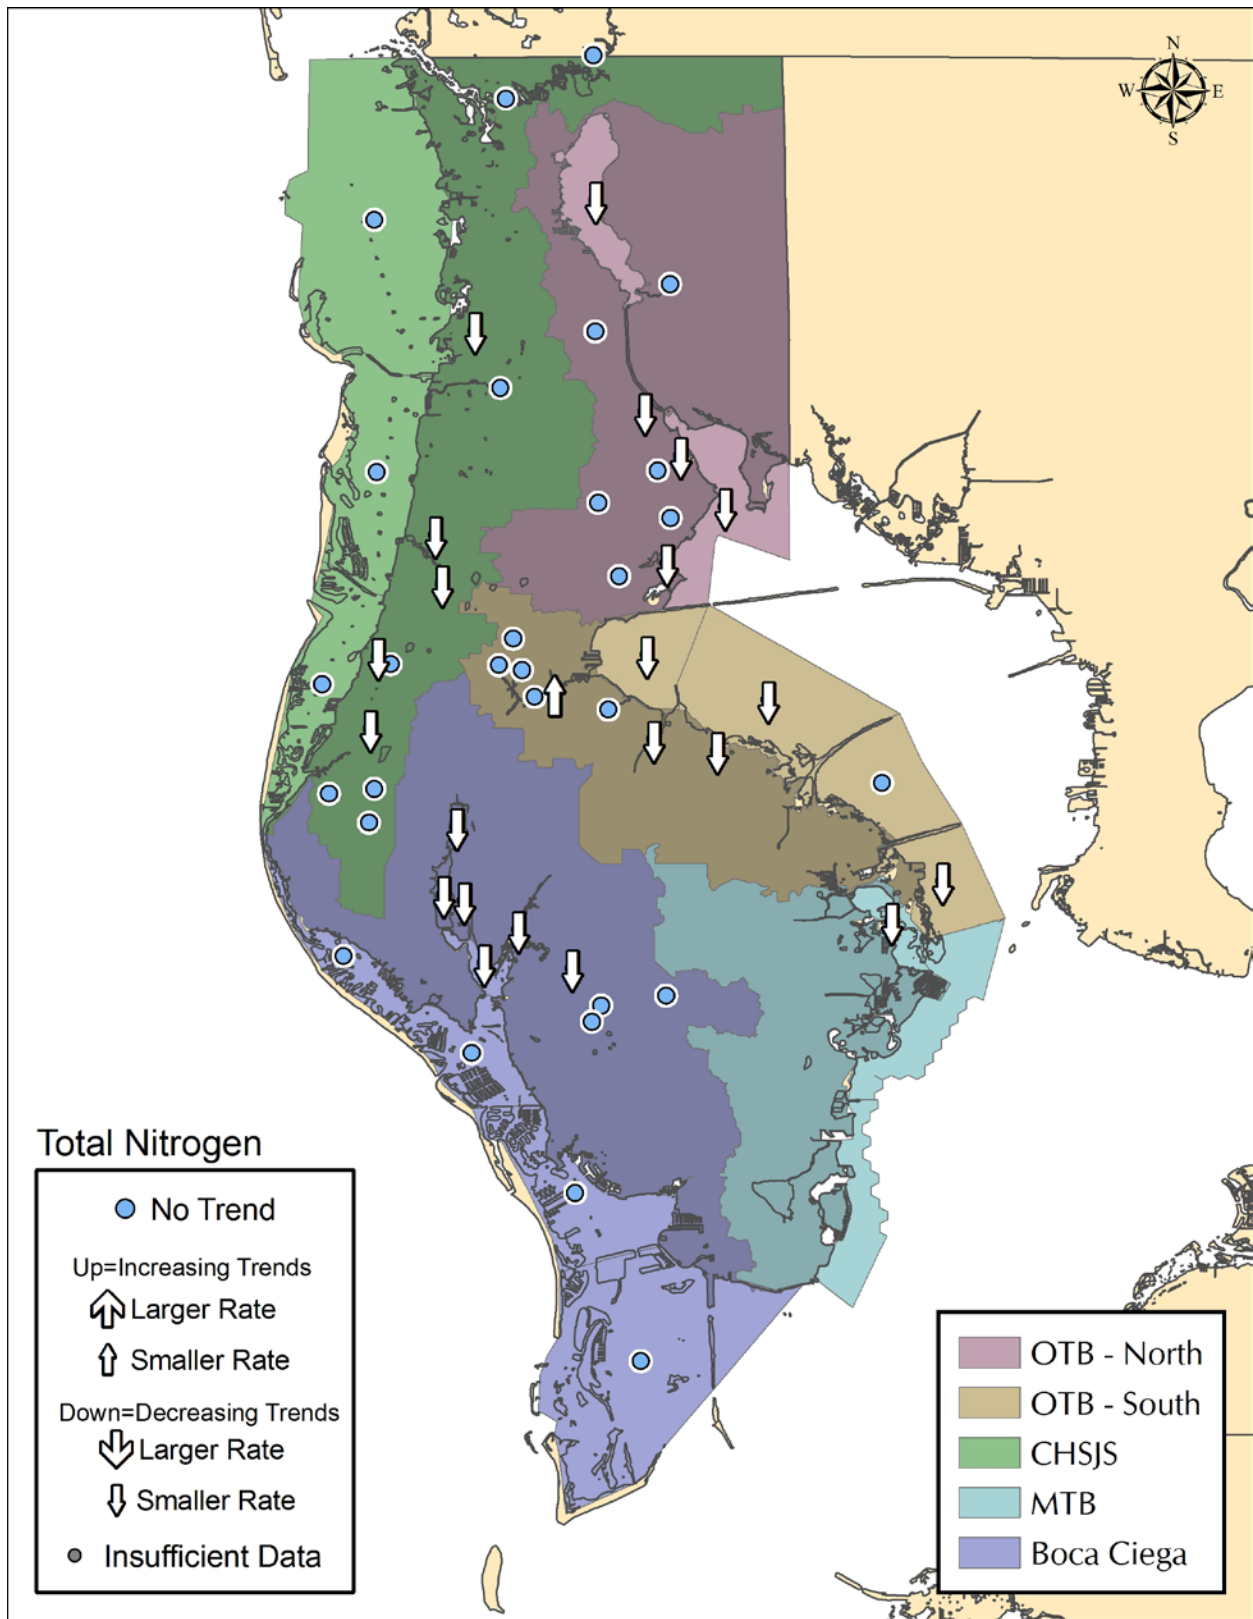 N
W E
S
Total Nitrogen
No Trend
Up=Increasing Trends
Larger Rate
Smaller Rate
Down=Decreasing Trends
Larger Rate
Smaller Rate
Insufficient Data
OTB - North
OTB - South
CHSJS
MTB
Boca Ciega